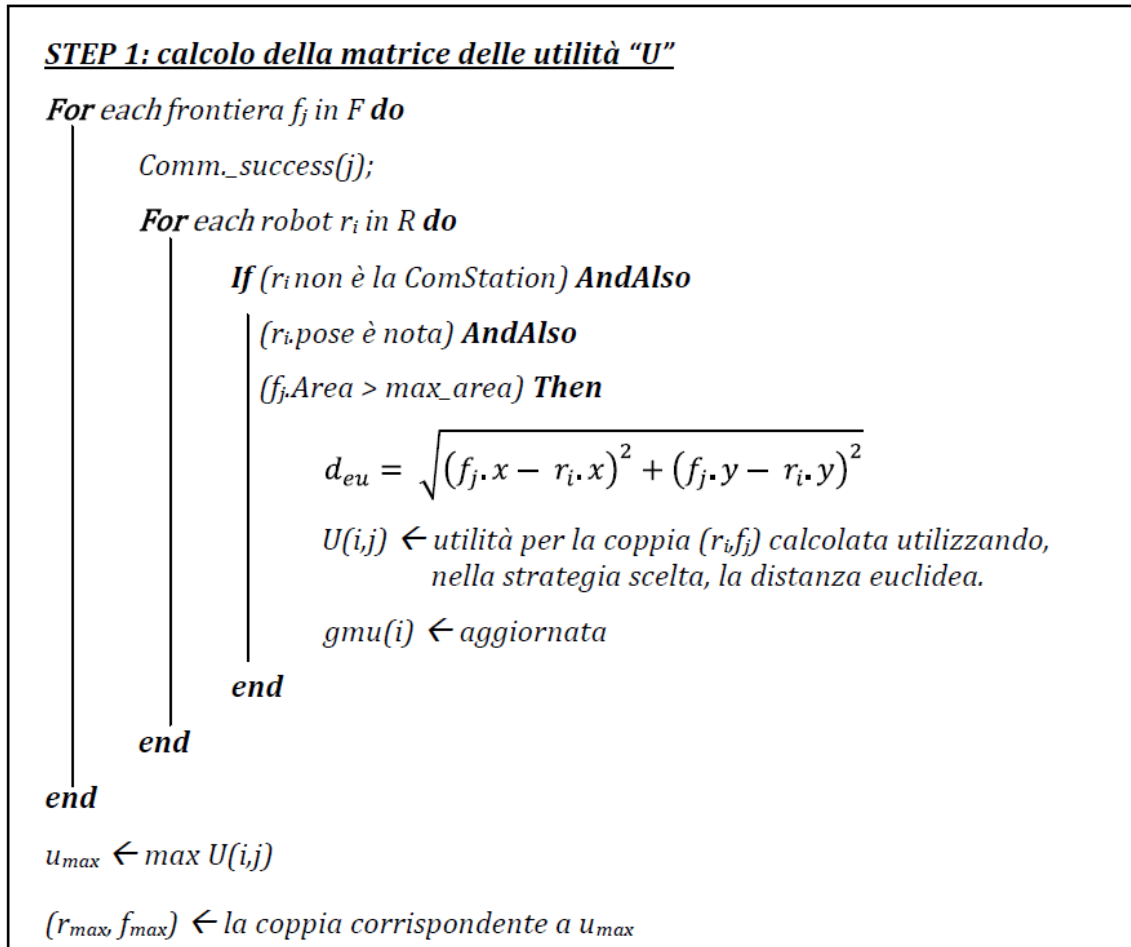 STEP 1: calcolo della matrice delle utilità “U”
For each frontiera fj in F do
Comm._success(j);
For each robot ri in R do
If (ri non è la ComStation) AndAlso
(ri.pose è nota) AndAlso
(fj.Area > max_area) Then
d_eu = √((fj.x − ri.x)² + (fj.y − ri.y)²)
U(i,j) ← utilità per la coppia (ri,fj) calcolata utilizzando,
nella strategia scelta, la distanza euclidea.
gmu(i) ← aggiornata
end
end
end
umax ← max U(i,j)
(rmax, fmax) ← la coppia corrispondente a umax